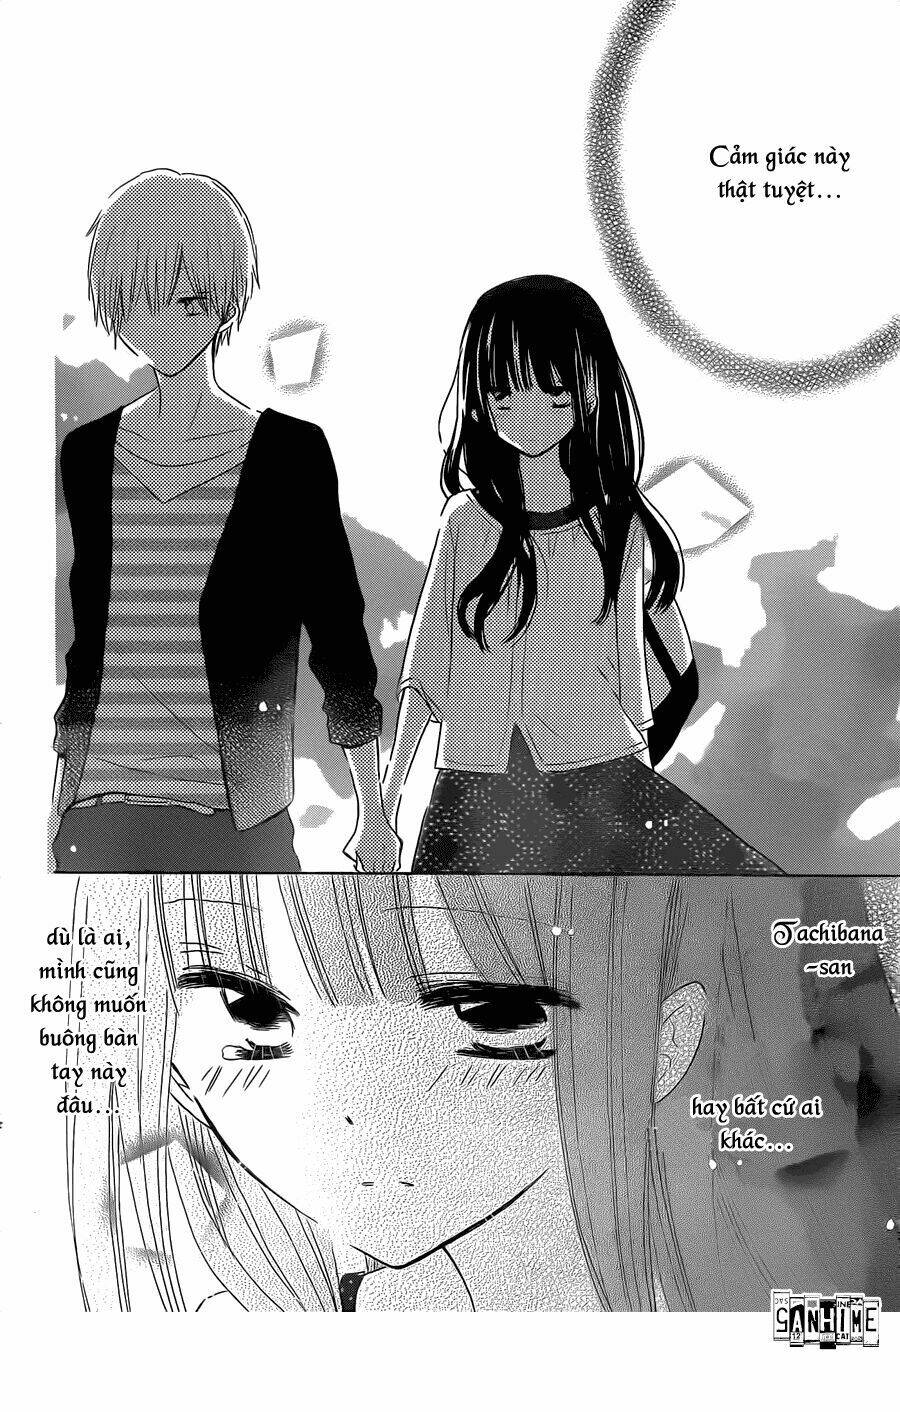 Cảm giác này
thật tuyệt...
Tachibana
-san
hay bất cứ ai
khác...
dù là ai,
mình cũng
không muốn
buông bàn
tay này
đâu...
SANHIME